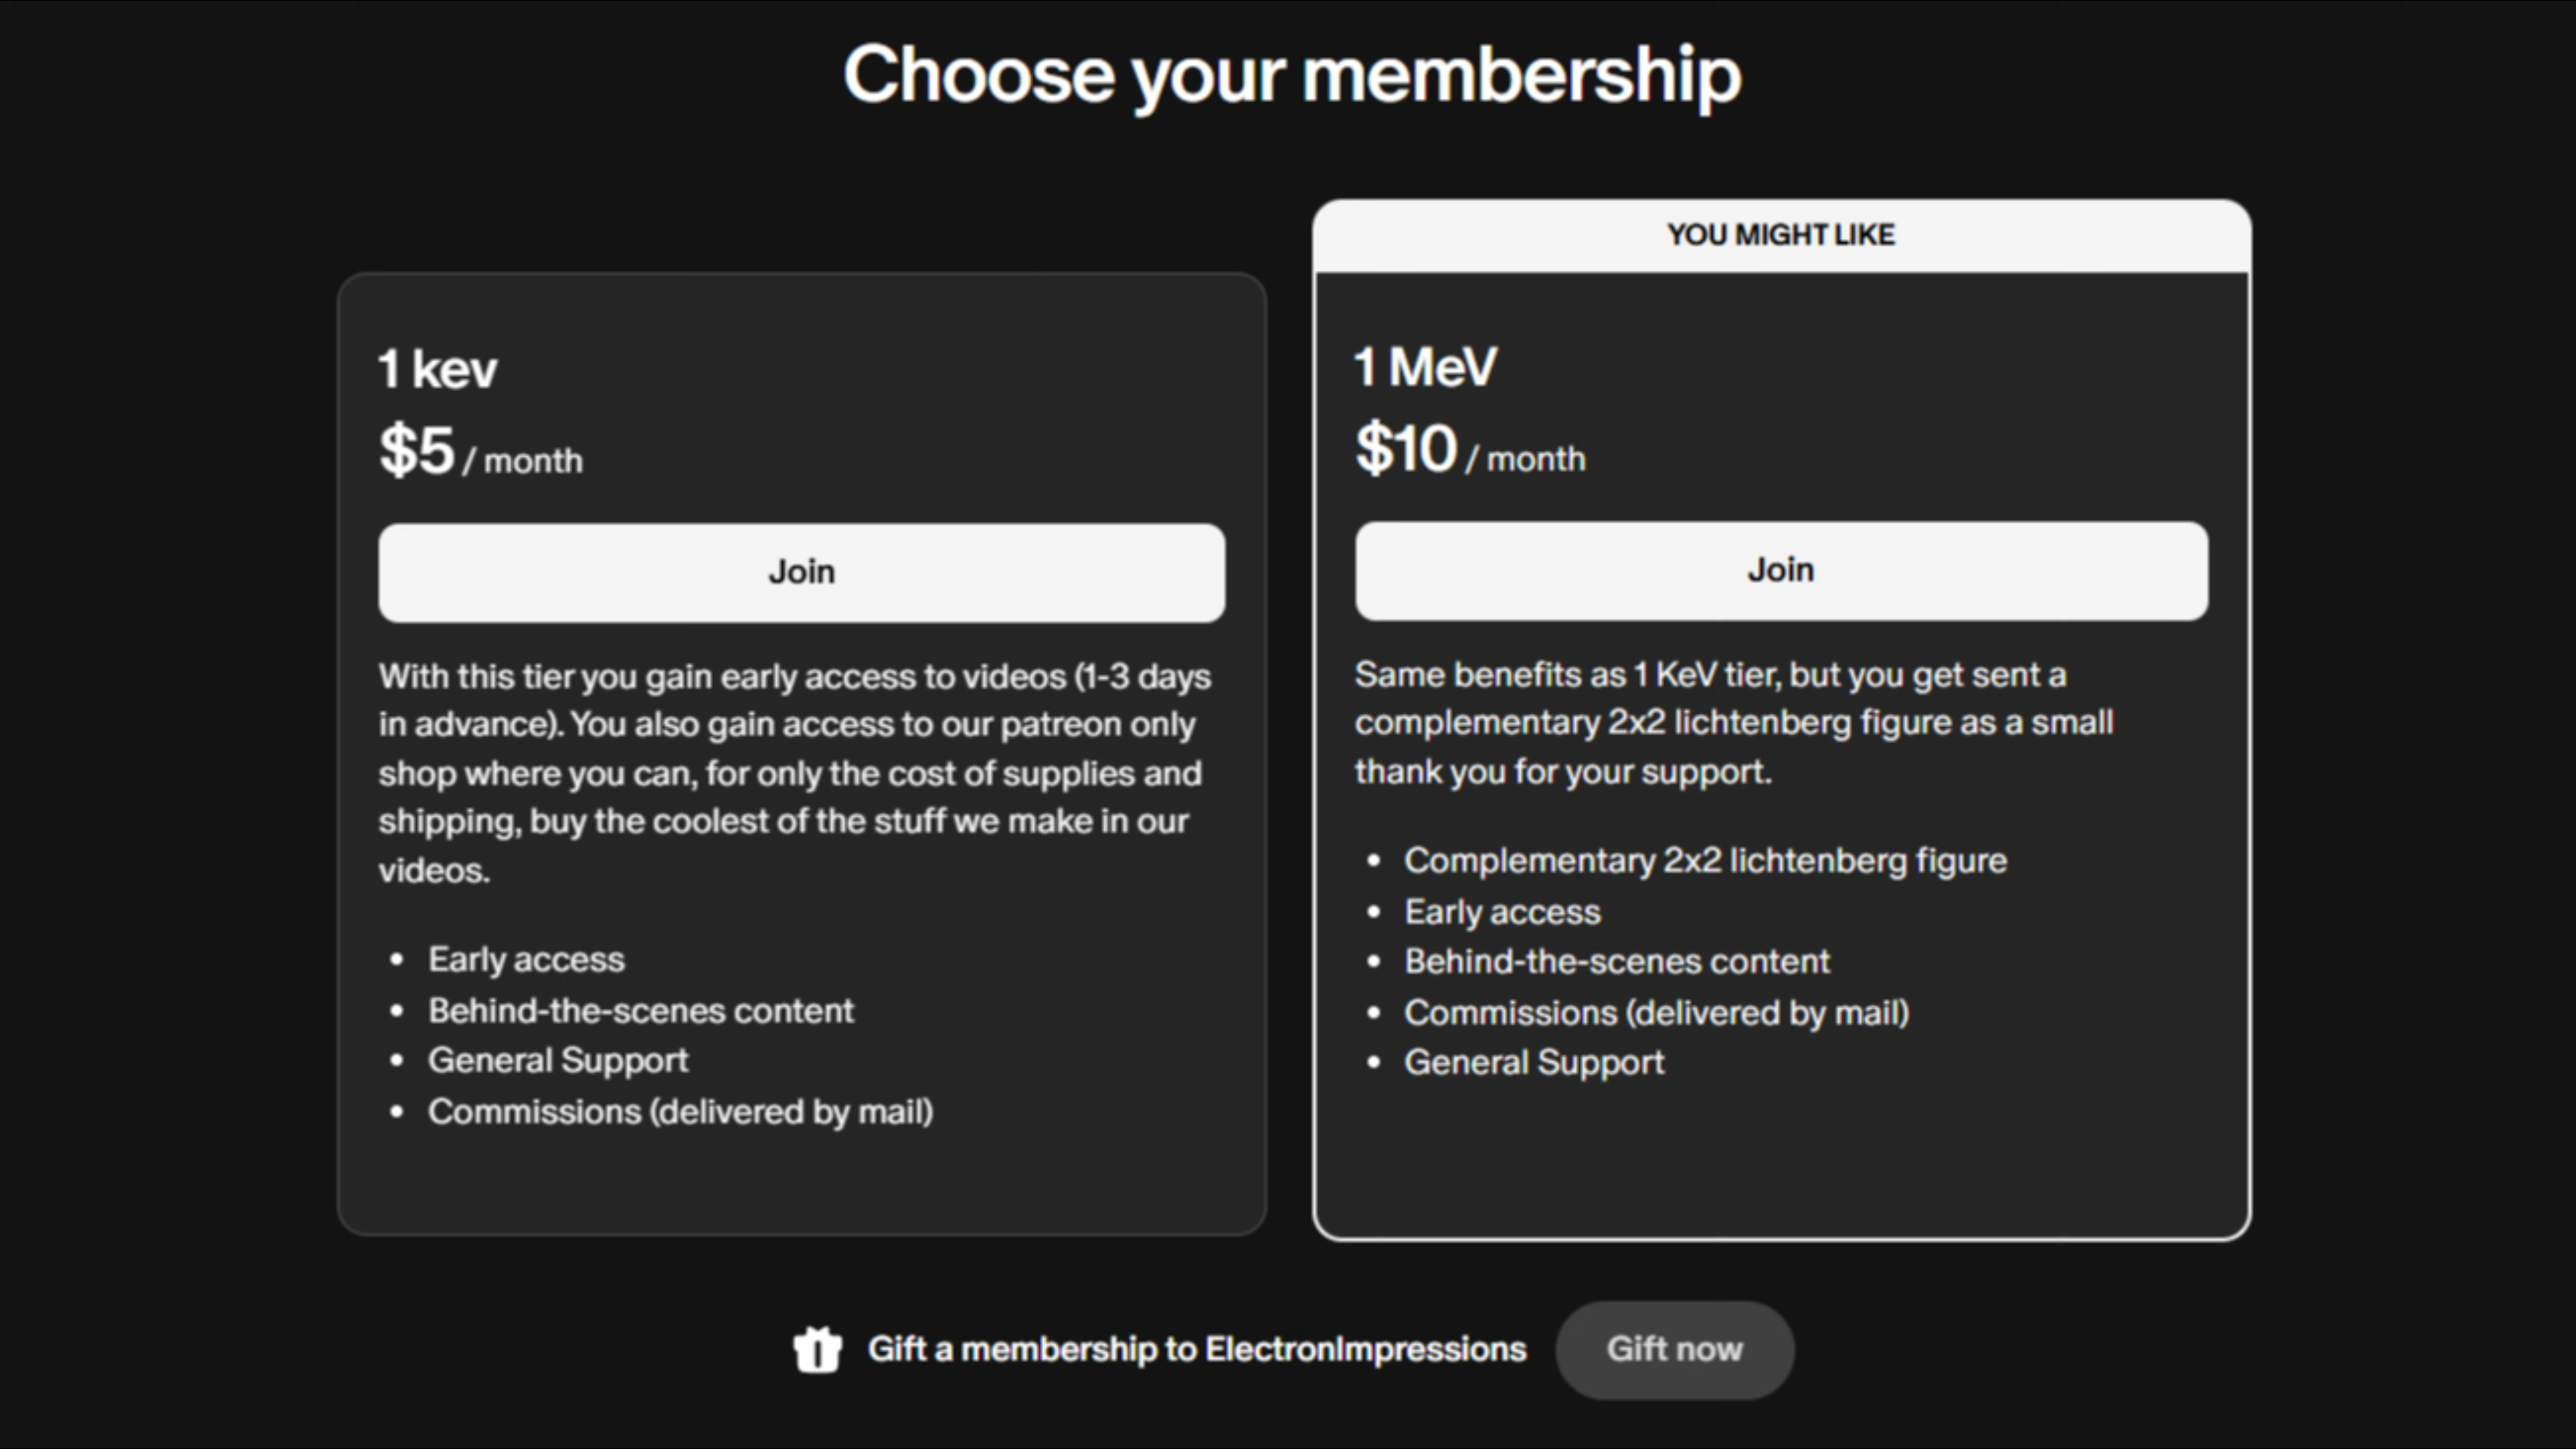 Choose your membership
1 kev
$5 / month
Join
With this tier you gain early access to videos (1-3 days
in advance). You also gain access to our patreon only
shop where you can, for only the cost of supplies and
shipping, buy the coolest of the stuff we make in our
videos.
• Early access
• Behind-the-scenes content
• General Support
• Commissions (delivered by mail)
YOU MIGHT LIKE
1 MeV
$10 / month
Join
Same benefits as 1 KeV tier, but you get sent a
complementary 2x2 lichtenberg figure as a small
thank you for your support.
• Complementary 2x2 lichtenberg figure
• Early access
• Behind-the-scenes content
• Commissions (delivered by mail)
• General Support
Gift a membership to ElectronImpressions
Gift now